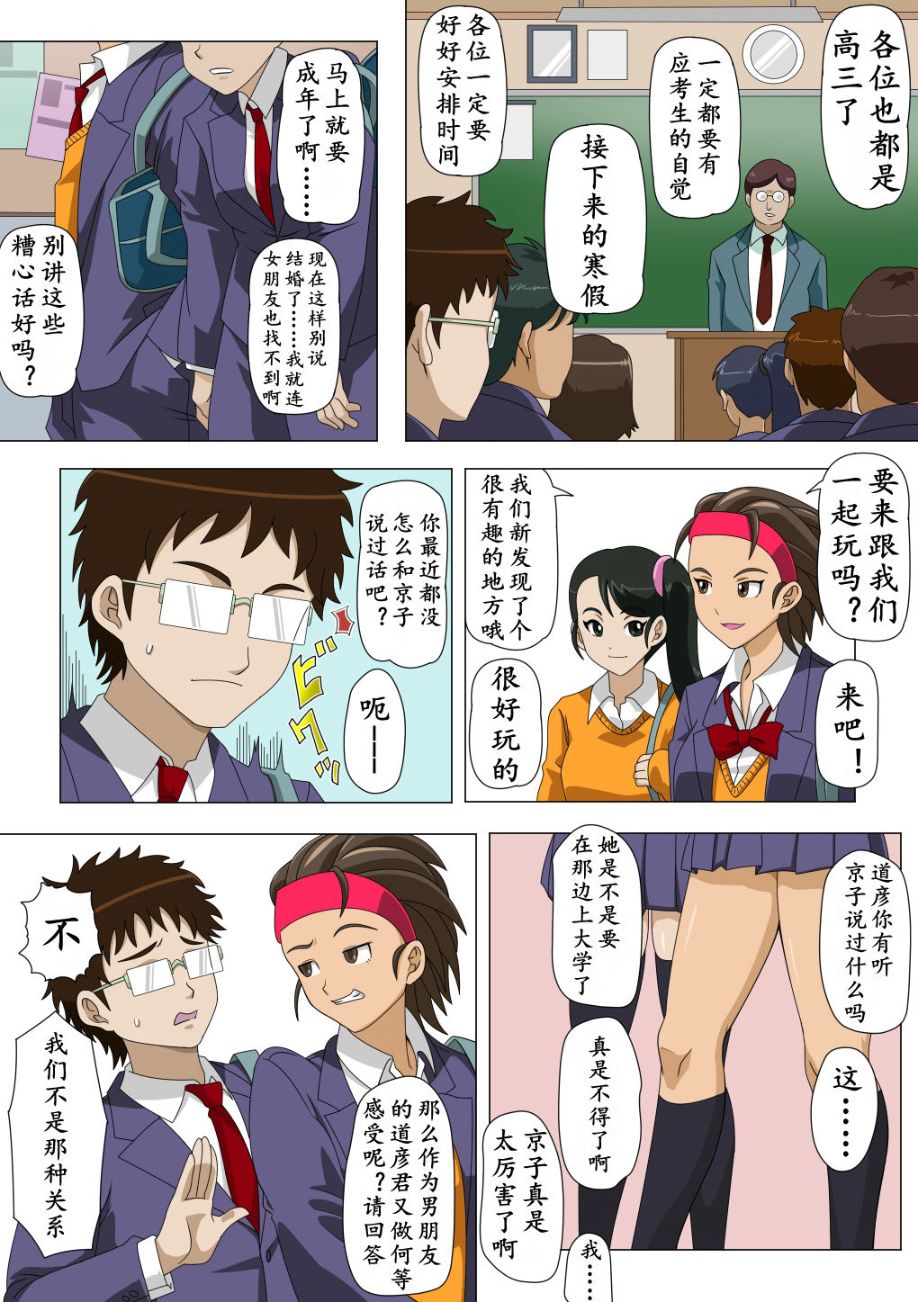 各位也都是
高三了
一定都要有
应考生的自觉
接下来的寒假
各位一定要
好好安排时间
马上就要
成年了啊……
现在这样别说
结婚了……我就连
女朋友也找不到啊
别讲这些
糟心话好吗？
要来跟我们
一起玩吗？
来吧！
我们新发现了个
很有趣的地方哦
很好玩的
你最近都没
怎么和京子
说过话吧？
呃——
ビクッ
道彦你有听
京子说过什么吗
这……
她是不是要
在那边上大学了
真是不得了啊
京子真是
太厉害了啊
我……
那么作为男朋友
的道彦君又做何等
感受呢？请回答
不
我们不是那种关系